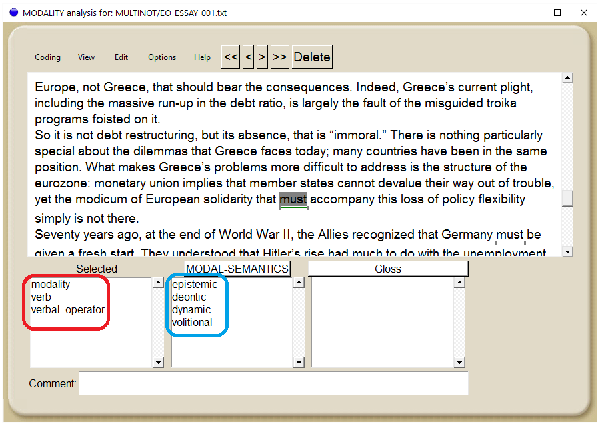 MODALITY analysis for: MULTINOT/EO_ESSAY_001.txt
Coding View Edit Options Help << < > >> Delete
Europe, not Greece, that should bear the consequences. Indeed, Greece's current plight,
including the massive run-up in the debt ratio, is largely the fault of the misguided troika
programs foisted on it.
So it is not debt restructuring, but its absence, that is “immoral.” There is nothing particularly
special about the dilemmas that Greece faces today; many countries have been in the same
position. What makes Greece's problems more difficult to address is the structure of the
eurozone: monetary union implies that member states cannot devalue their way out of trouble,
yet the modicum of European solidarity that must accompany this loss of policy flexibility
simply is not there.
Seventy years ago, at the end of World War II, the Allies recognized that Germany must be
given a fresh start. They understood that Hitler's rise had much to do with the unemployment
Selected MODAL-SEMANTICS Gloss
modality epistemic
verb deontic
verbal_operator dynamic
volitional
Comment: